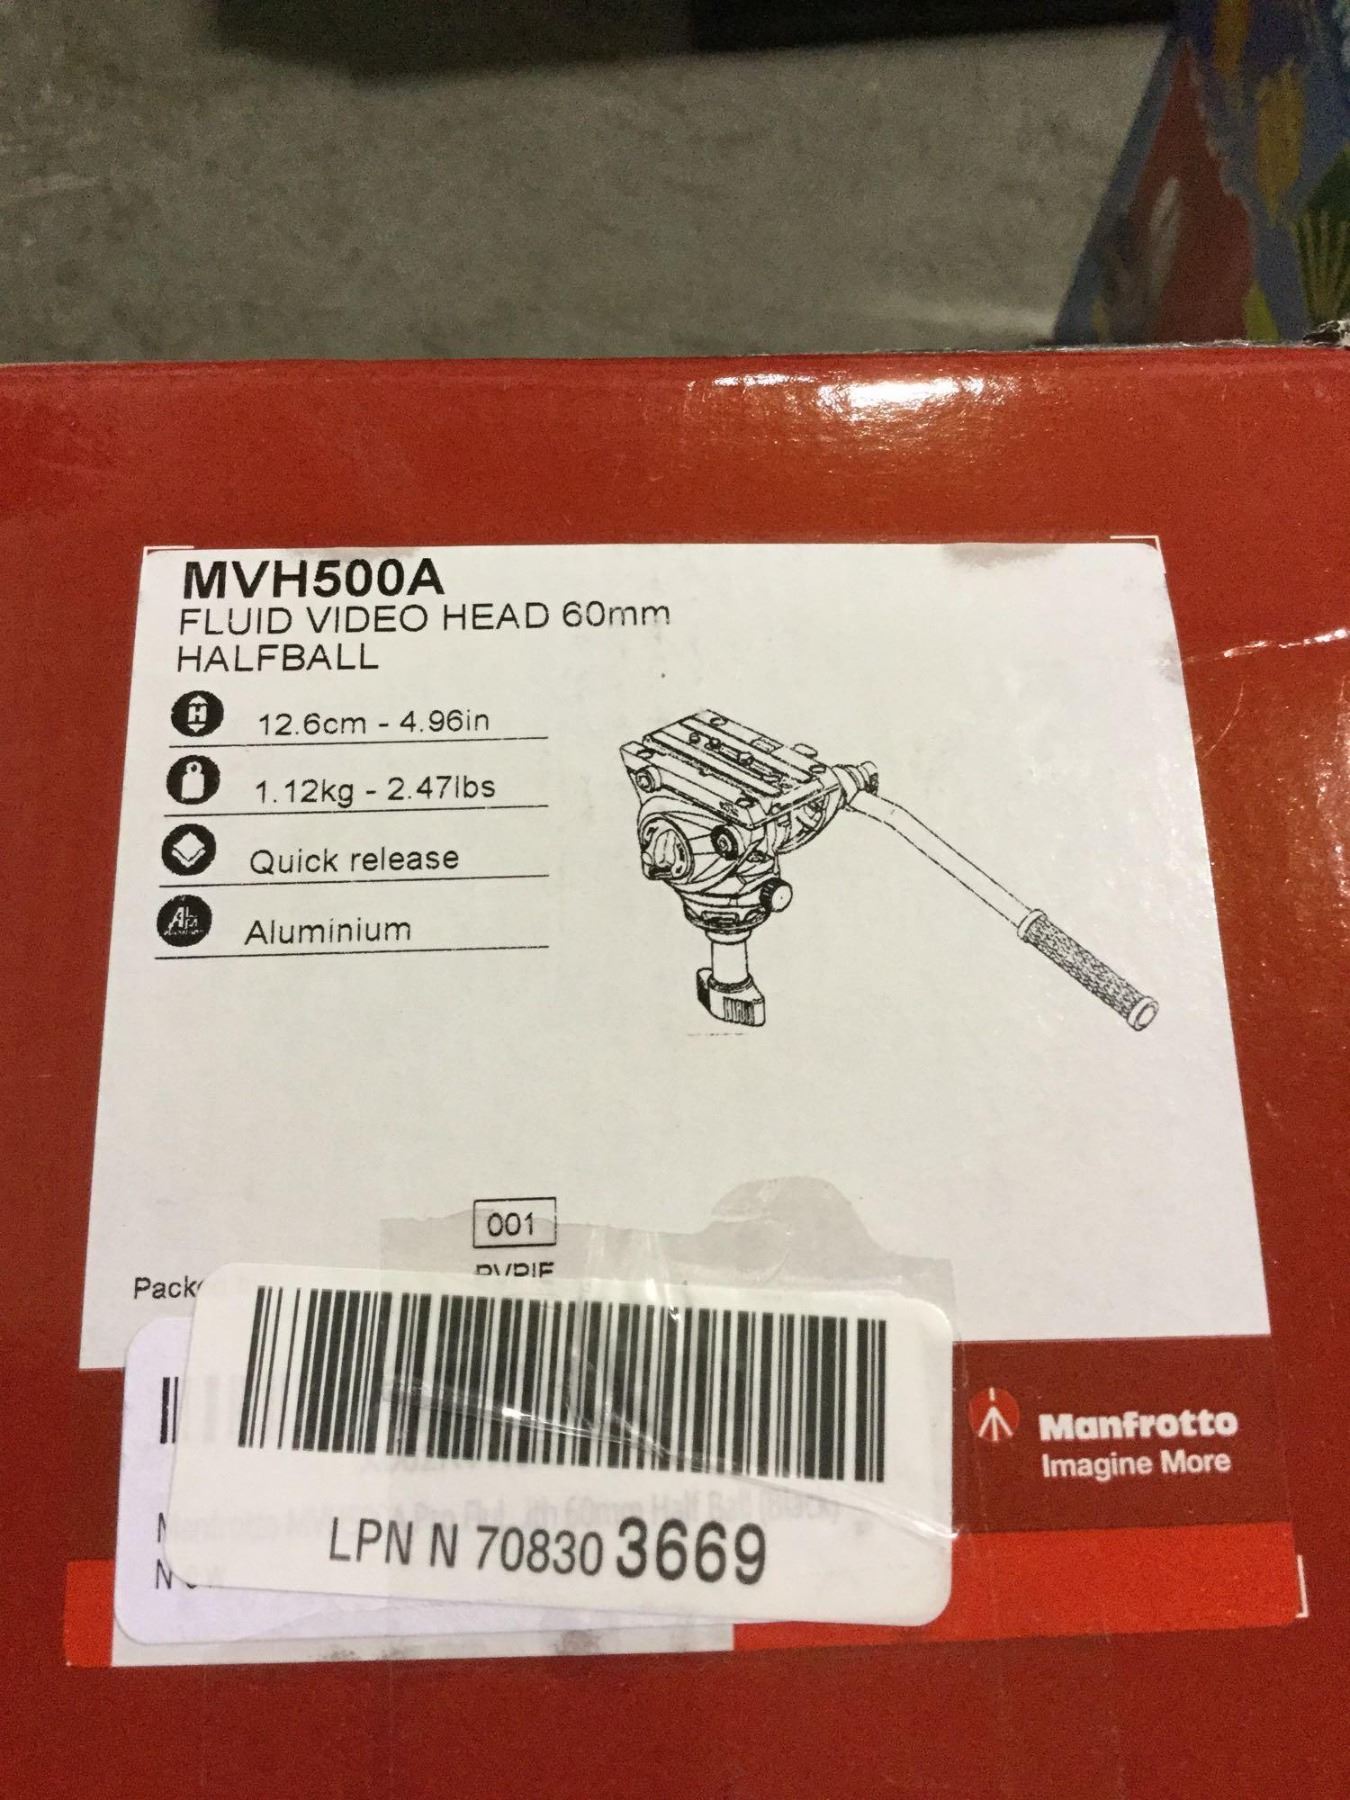 MVH500A
FLUID VIDEO HEAD 60mm
HALFBALL
H 12.6cm - 4.96in
1.12kg - 2.47lbs
Quick release
Aluminium
001
Manfrotto
Imagine More
LPN N 70830 3669